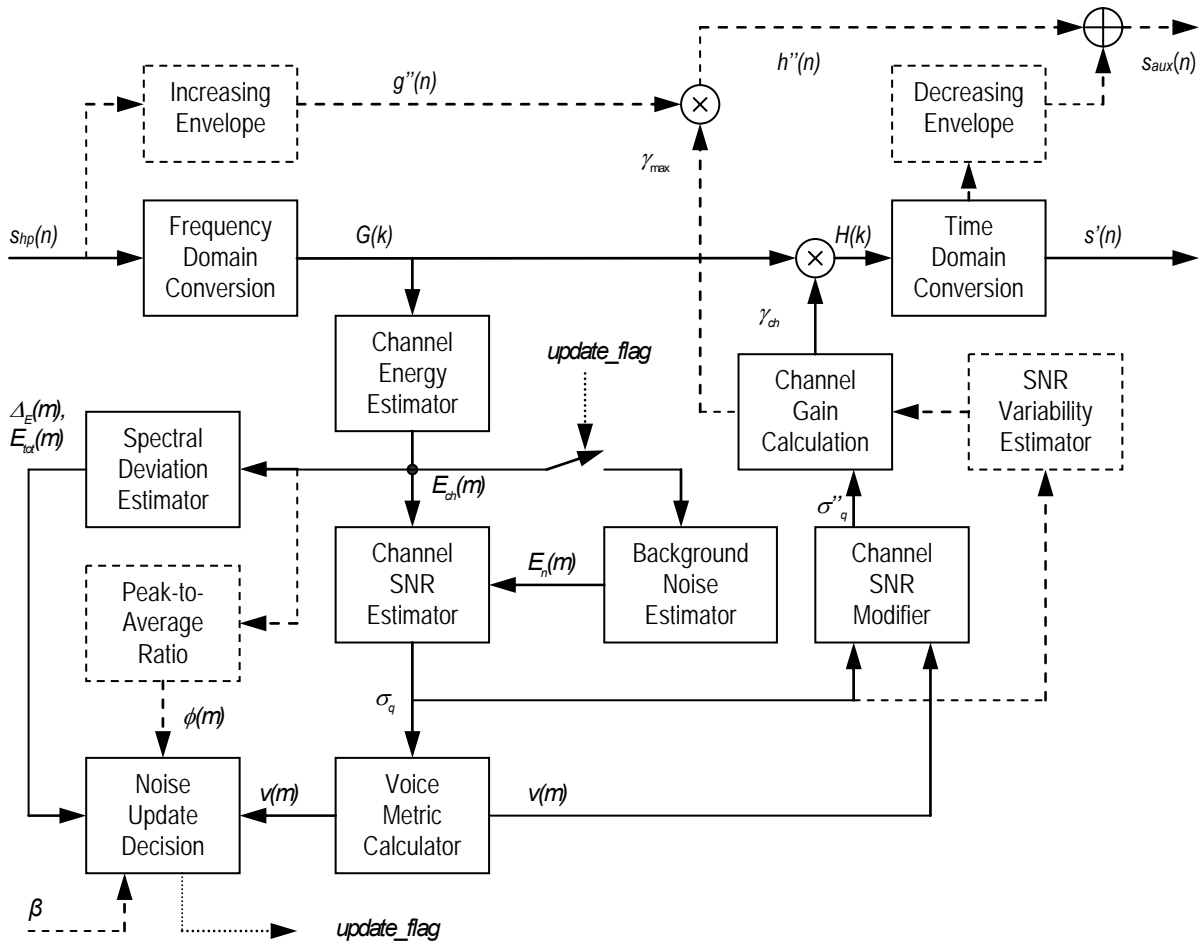 Increasing
Envelope
g"(n)
h"(n)
s_aux(n)
Decreasing
Envelope
γ_max
s_hp(n)
Frequency
Domain
Conversion
G(k)
H(k)
Time
Domain
Conversion
s'(n)
γ_ch
Channel
Energy
Estimator
update_flag
Channel
Gain
Calculation
SNR
Variability
Estimator
Δ_E(m),
E_tot(m)
Spectral
Deviation
Estimator
E_ch(m)
σ"_q
Peak-to-
Average
Ratio
Channel
SNR
Estimator
E_n(m)
Background
Noise
Estimator
Channel
SNR
Modifier
ϕ(m)
σ_q
Noise
Update
Decision
v(m)
Voice
Metric
Calculator
v(m)
β
update_flag